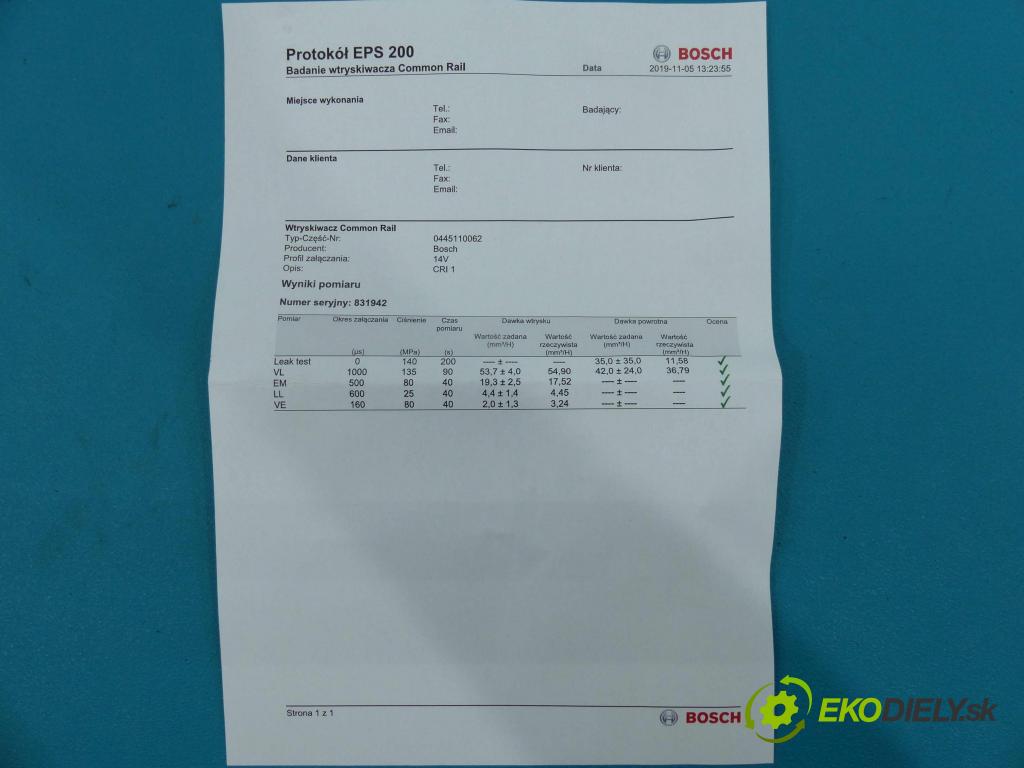 Protokół EPS 200
BOSCH
Badanie wtryskiwacza Common Rail Data 2019-11-05 13:23:55
Miejsce wykonania
Tel.: Badający:
Fax:
Email:
Dane klienta
Tel.: Nr klienta:
Fax:
Email:
Wtryskiwacz Common Rail
Typ-Część-Nr: 0445110062
Producent: Bosch
Profil załączania: 14V
Opis: CRI 1
Wyniki pomiaru
Numer seryjny: 831942
Pomiar Okres załączania Ciśnienie Czas pomiaru Dawka wtrysku Dawka powrotna Ocena
Wartość zadana (mm³/H) Wartość rzeczywista (mm³/H) Wartość zadana (mm³/H) Wartość rzeczywista (mm³/H)
(µs) (MPa) (s)
Leak test 0 140 200 ---- ± ---- ---- 35,0 ± 35,0 11,58 ✓
VL 1000 135 90 53,7 ± 4,0 54,90 42,0 ± 24,0 36,79 ✓
EM 500 80 40 19,3 ± 2,5 17,52 ---- ± ---- ---- ✓
LL 600 25 40 4,4 ± 1,4 4,45 ---- ± ---- ---- ✓
VE 160 80 40 2,0 ± 1,3 3,24 ---- ± ---- ---- ✓
Strona 1 z 1
BOSCH
EKODIELY.sk